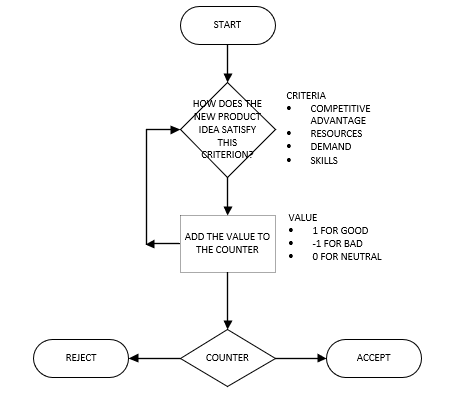 START
HOW DOES THE
NEW PRODUCT
IDEA SATISFY
THIS
CRITERION?
CRITERIA
• COMPETITIVE
ADVANTAGE
• RESOURCES
• DEMAND
• SKILLS
ADD THE VALUE TO
THE COUNTER
VALUE
• 1 FOR GOOD
• -1 FOR BAD
• 0 FOR NEUTRAL
REJECT
COUNTER
ACCEPT